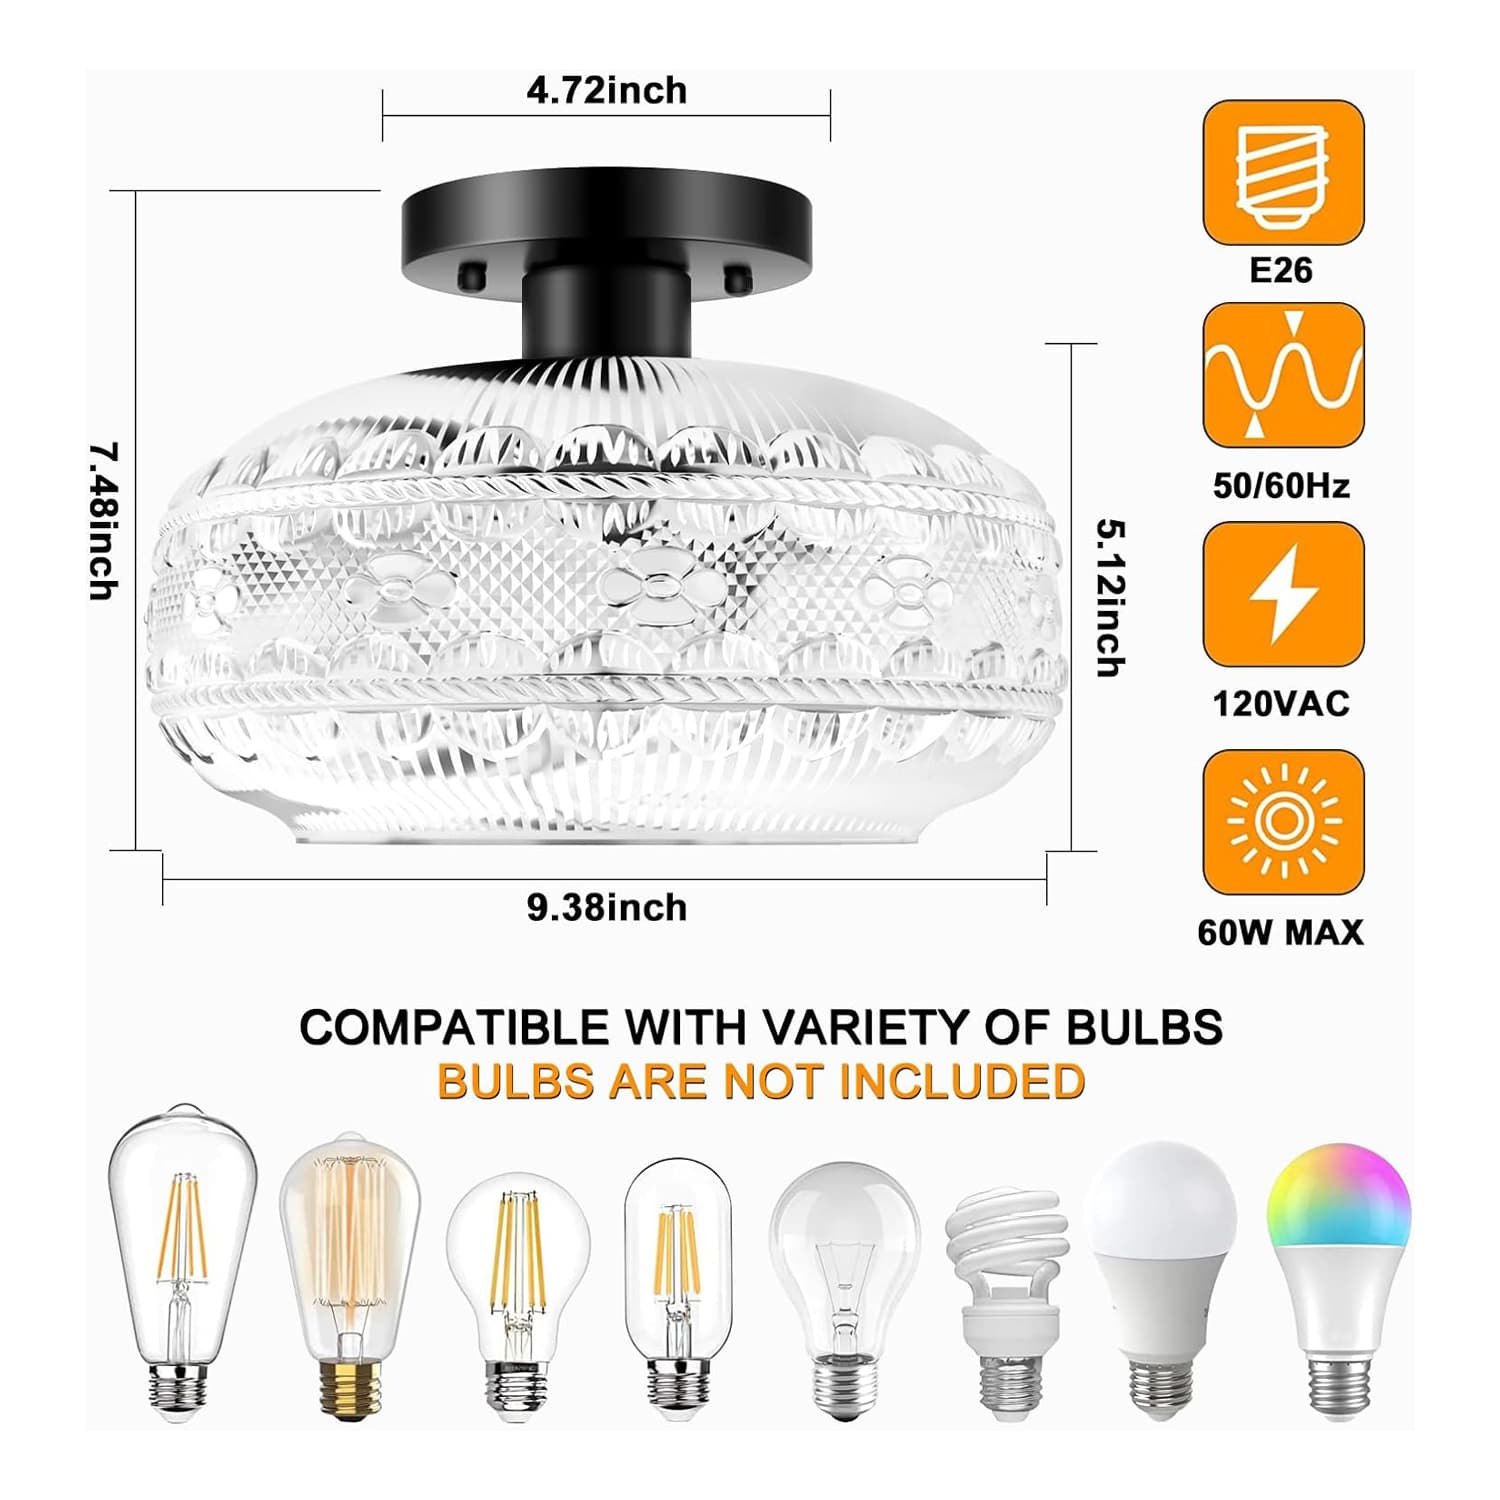 4.72inch
7.48inch
5.12inch
9.38inch
E26
50/60Hz
120VAC
60W MAX
COMPATIBLE WITH VARIETY OF BULBS
BULBS ARE NOT INCLUDED